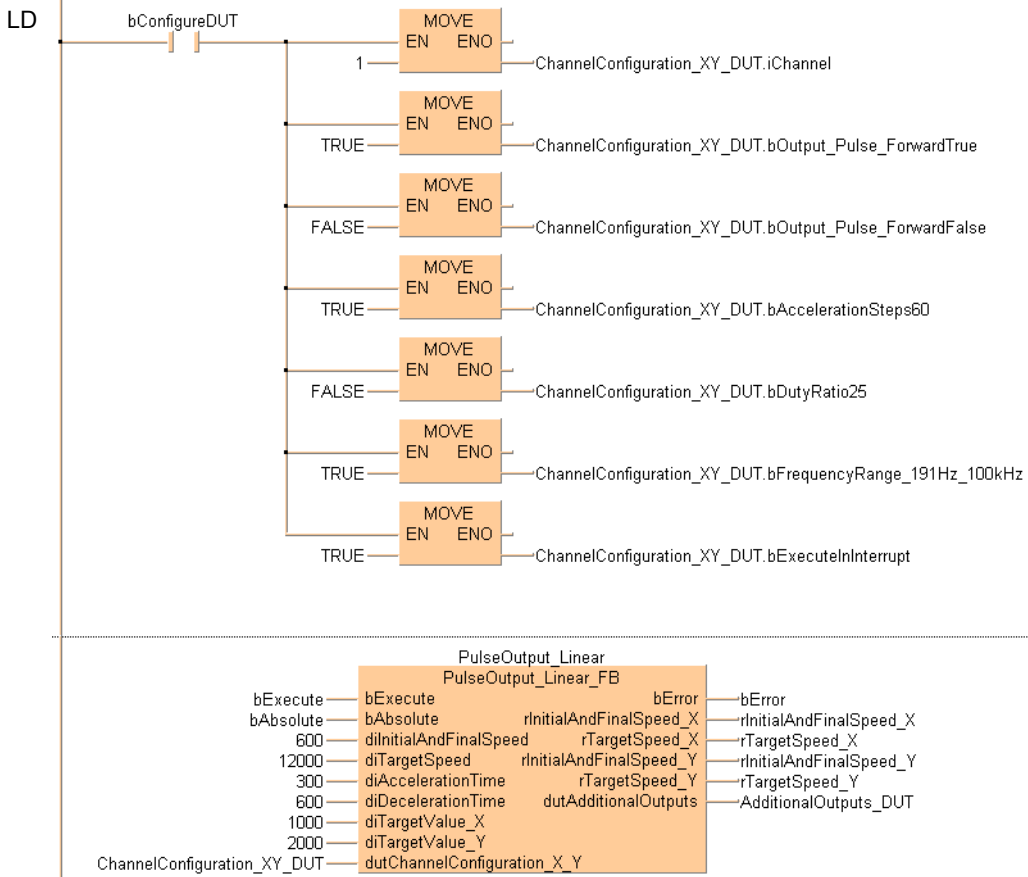 LD
bConfigureDUT
MOVE
EN ENO
1
ChannelConfiguration_XY_DUT.iChannel
MOVE
EN ENO
TRUE
ChannelConfiguration_XY_DUT.bOutput_Pulse_ForwardTrue
MOVE
EN ENO
FALSE
ChannelConfiguration_XY_DUT.bOutput_Pulse_ForwardFalse
MOVE
EN ENO
TRUE
ChannelConfiguration_XY_DUT.bAccelerationSteps60
MOVE
EN ENO
FALSE
ChannelConfiguration_XY_DUT.bDutyRatio25
MOVE
EN ENO
TRUE
ChannelConfiguration_XY_DUT.bFrequencyRange_191Hz_100kHz
MOVE
EN ENO
TRUE
ChannelConfiguration_XY_DUT.bExecuteInInterrupt
PulseOutput_Linear
PulseOutput_Linear_FB
bExecute bExecute bError bError
bAbsolute bAbsolute rInitialAndFinalSpeed_X rInitialAndFinalSpeed_X
600 diInitialAndFinalSpeed rTargetSpeed_X rTargetSpeed_X
12000 diTargetSpeed rInitialAndFinalSpeed_Y rInitialAndFinalSpeed_Y
300 diAccelerationTime rTargetSpeed_Y rTargetSpeed_Y
600 diDecelerationTime dutAdditionalOutputs AdditionalOutputs_DUT
1000 diTargetValue_X
2000 diTargetValue_Y
ChannelConfiguration_XY_DUT dutChannelConfiguration_X_Y